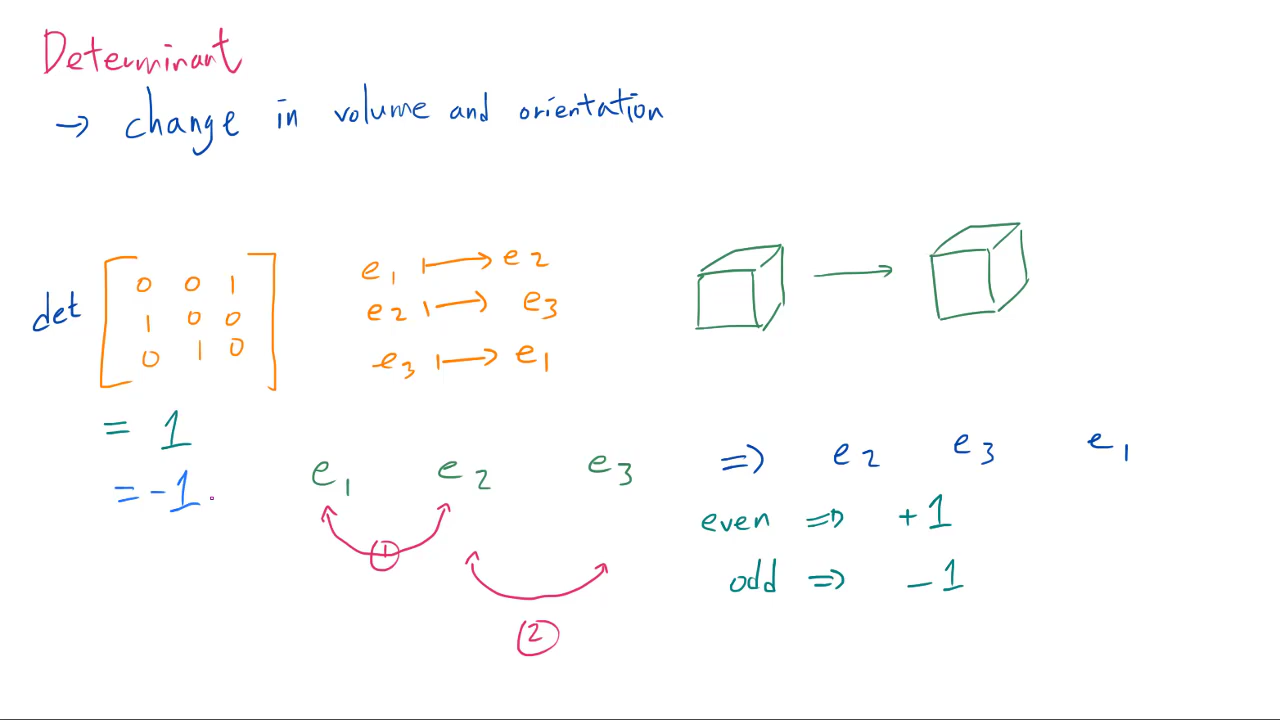 Determinant
→ change in volume and orientation
det [ 0 0 1
1 0 0
0 1 0 ]
e1 ↦ e2
e2 ↦ e3
e3 ↦ e1
= 1
= -1.
e1 e2 e3 ⇒ e2 e3 e1
1
2
even ⇒ +1
odd ⇒ -1